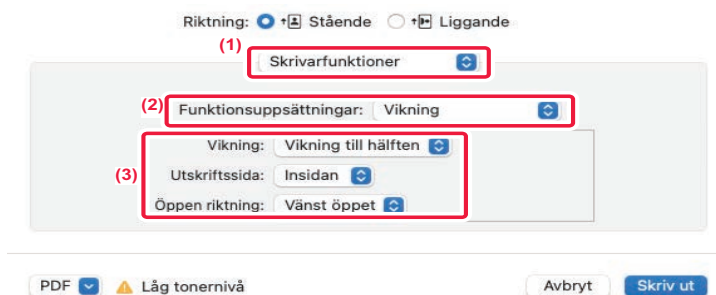 Riktning: Stående Liggande
(1)
Skrivarfunktioner
(2) Funktionsuppsättningar: Vikning
Vikning: Vikning till hälften
(3) Utskriftssida: Insidan
Öppen riktning: Vänst öppet
PDF Låg tonernivå Avbryt Skriv ut